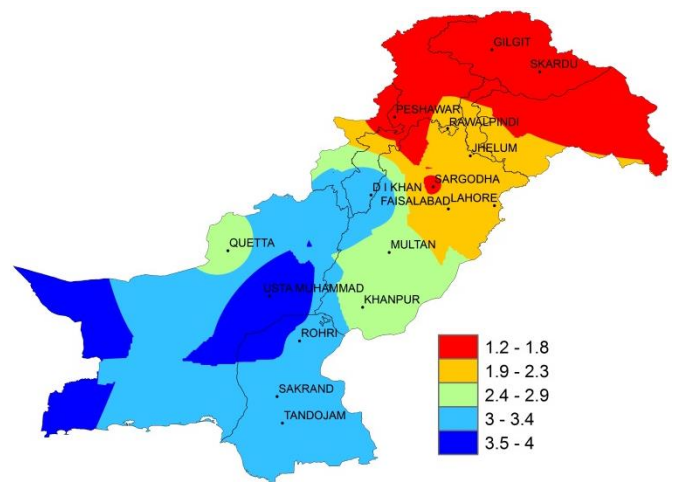 GILGIT
SKARDU
PESHAWAR
RAWALPINDI
JHELUM
SARGODHA
D I KHAN
FAISALABAD
LAHORE
QUETTA
MULTAN
USTA MUHAMMAD
KHANPUR
ROHRI
SAKRAND
TANDOJAM
1.2 - 1.8
1.9 - 2.3
2.4 - 2.9
3 - 3.4
3.5 - 4